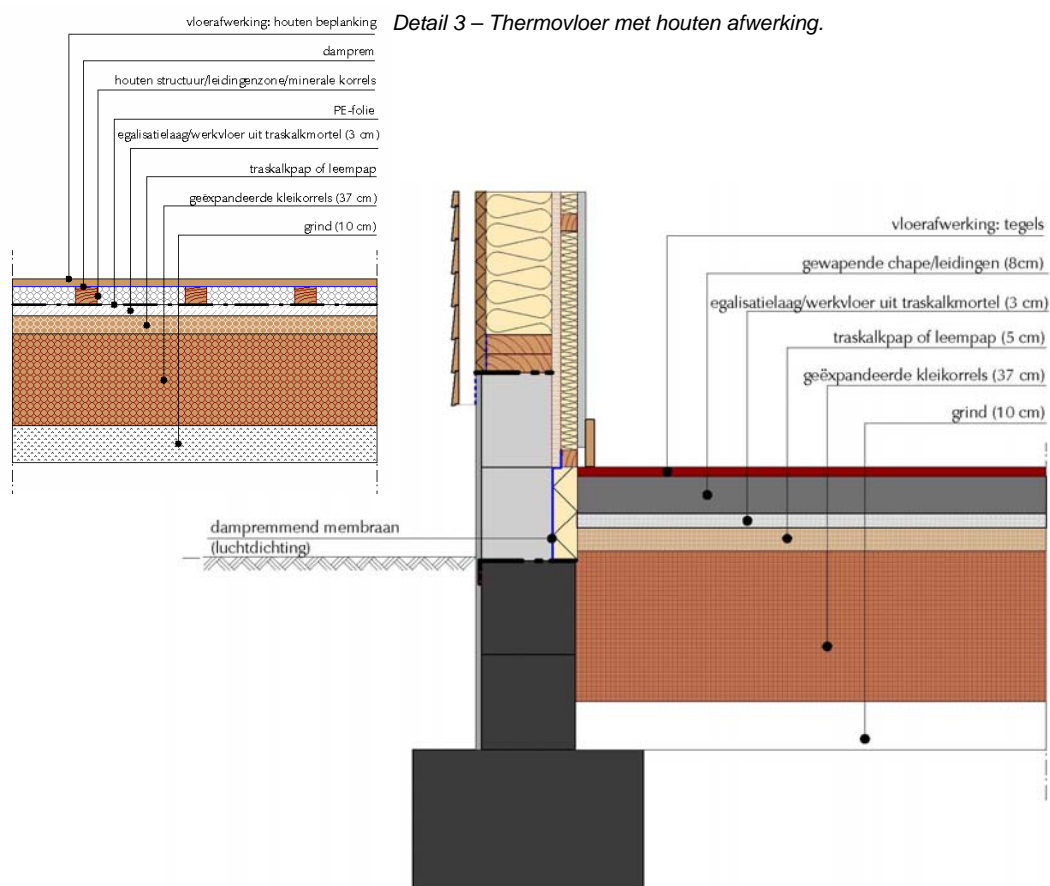 vloerafwerking: houten beplanking
Detail 3 – Thermovloer met houten afwerking.
damprem
houten structuur/leidingenzone/minerale korrels
PE-folie
egalisatielaag/werkvloer uit traskalkmortel (3 cm)
traskalkpap of leempap
geëxpandeerde kleikorrels (37 cm)
grind (10 cm)
vloerafwerking: tegels
gewapende chape/leidingen (8cm)
egalisatielaag/werkvloer uit traskalkmortel (3 cm)
traskalkpap of leempap (5 cm)
geëxpandeerde kleikorrels (37 cm)
grind (10 cm)
dampremmend membraan
(luchtdichting)